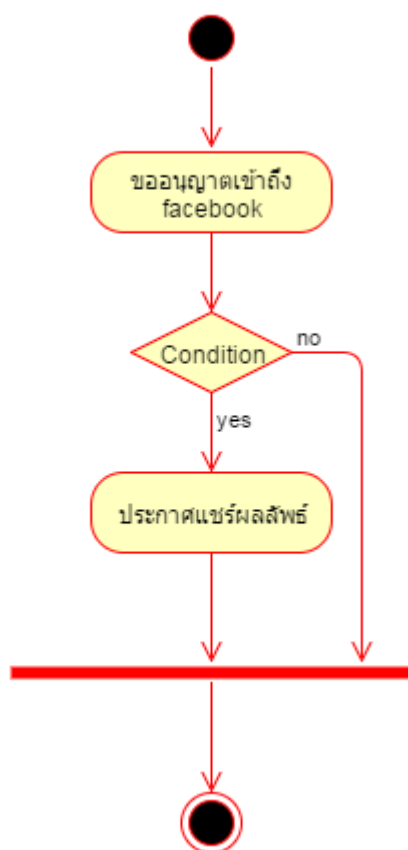 ขออนุญาตเข้าถึง
facebook
Condition
no
yes
ประกาศแชร์ผลลัพธ์